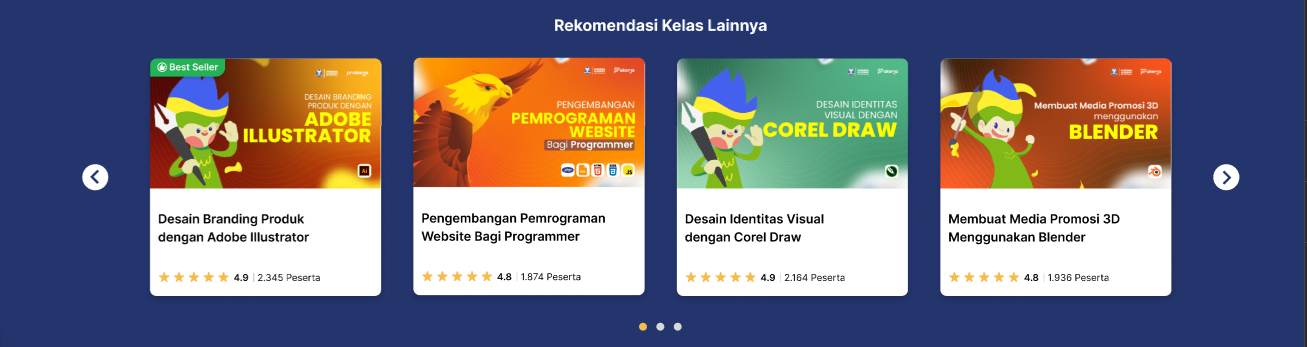 Rekomendasi Kelas Lainnya
Best Seller
DESAIN BRANDING
PRODUK DENGAN
ADOBE
ILLUSTRATOR
Ai
Desain Branding Produk
dengan Adobe Illustrator
4.9 | 2.345 Peserta
PENGEMBANGAN
PEMROGRAMAN
WEBSITE
Bagi Programmer
php
JS
Pengembangan Pemrograman
Website Bagi Programmer
4.8 | 1.874 Peserta
DESAIN IDENTITAS
VISUAL DENGAN
COREL DRAW
Desain Identitas Visual
dengan Corel Draw
4.9 | 2.164 Peserta
Membuat Media Promosi 3D
menggunakan
BLENDER
Membuat Media Promosi 3D
Menggunakan Blender
4.8 | 1.936 Peserta